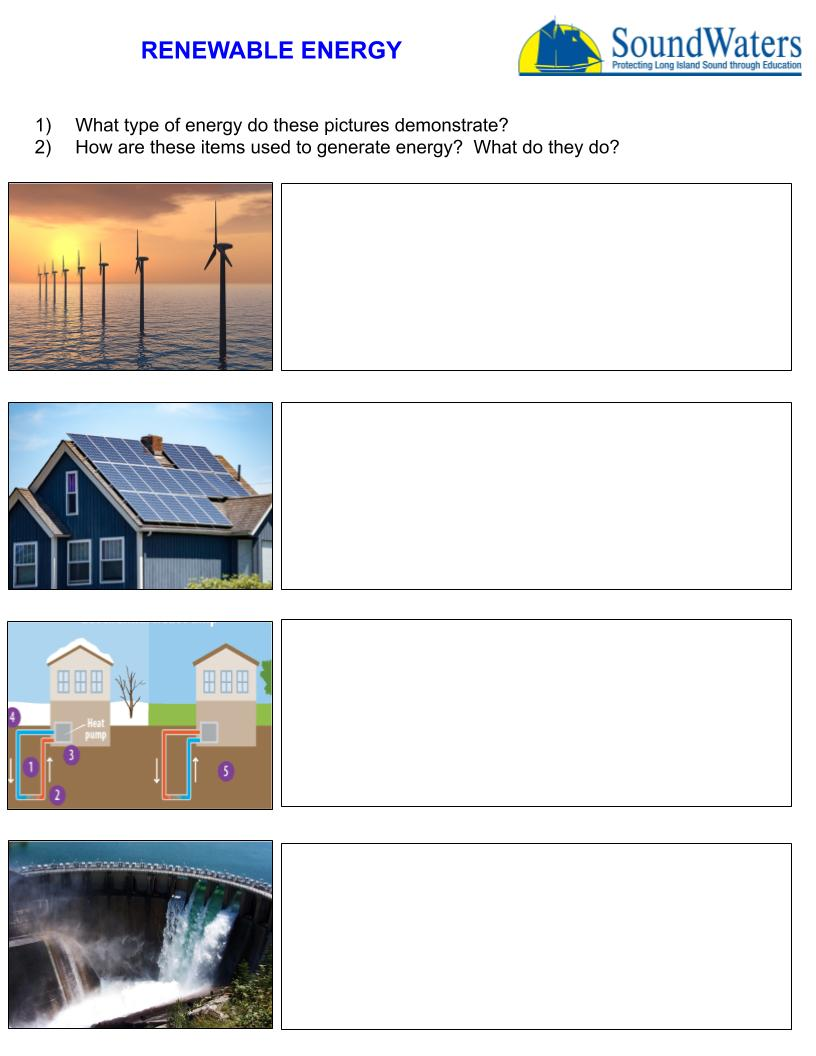 RENEWABLE ENERGY
SoundWaters
Protecting Long Island Sound through Education
1) What type of energy do these pictures demonstrate?
2) How are these items used to generate energy? What do they do?
4
Heat
pump
3
1
2
5